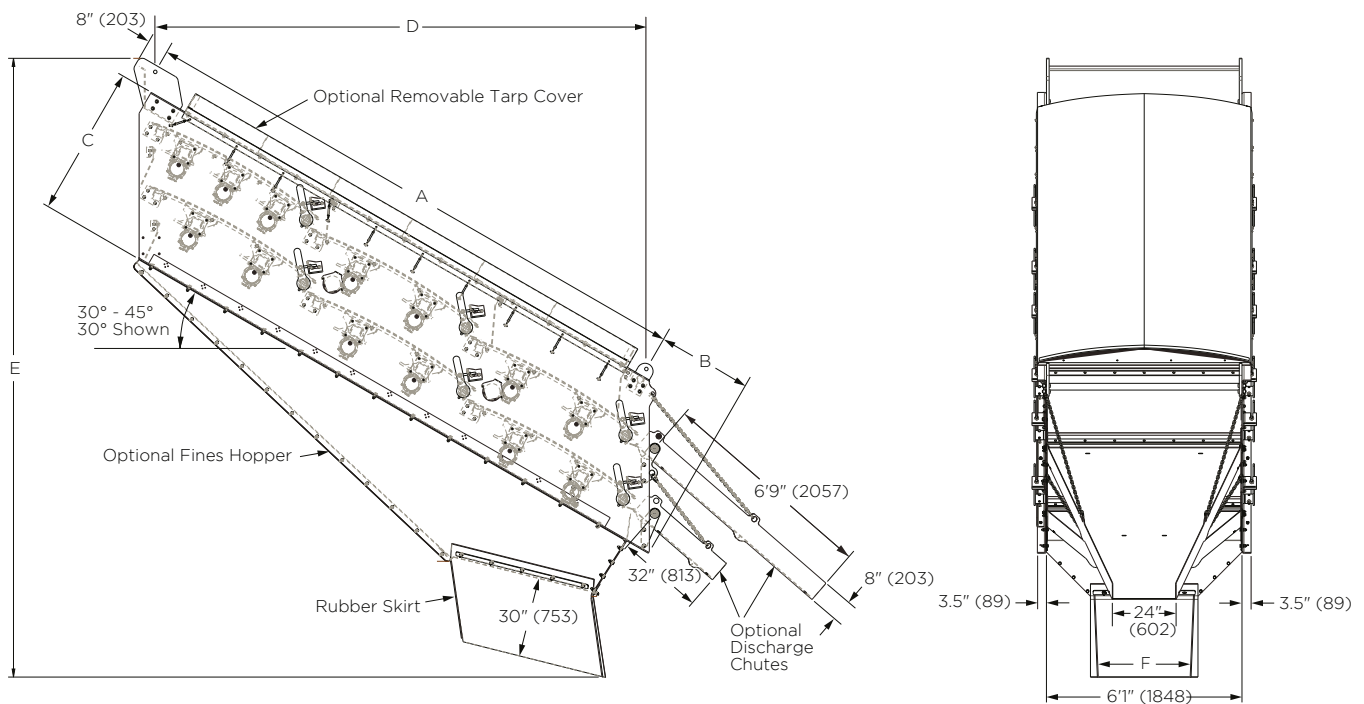 8" (203)
D
Optional Removable Tarp Cover
C
A
30° - 45°
30° Shown
E
B
Optional Fines Hopper
6'9" (2057)
32" (813)
8" (203)
Rubber Skirt
30" (753)
Optional
Discharge
Chutes
3.5" (89)
24"
(602)
3.5" (89)
F
6'1" (1848)